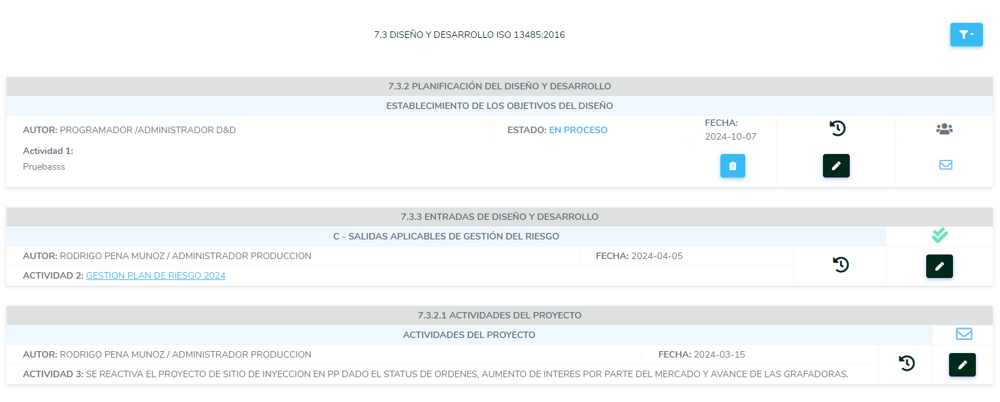 7.3 DISEÑO Y DESARROLLO ISO 13485:2016
7.3.2 PLANIFICACIÓN DEL DISEÑO Y DESARROLLO
ESTABLECIMIENTO DE LOS OBJETIVOS DEL DISEÑO
AUTOR: PROGRAMADOR /ADMINISTRADOR D&D
ESTADO: EN PROCESO
FECHA:
2024-10-07
Actividad 1:
Pruebasss
7.3.3 ENTRADAS DE DISEÑO Y DESARROLLO
C - SALIDAS APLICABLES DE GESTIÓN DEL RIESGO
AUTOR: RODRIGO PENA MUNOZ / ADMINISTRADOR PRODUCCION
FECHA: 2024-04-05
ACTIVIDAD 2: GESTION PLAN DE RIESGO 2024
7.3.2.1 ACTIVIDADES DEL PROYECTO
ACTIVIDADES DEL PROYECTO
AUTOR: RODRIGO PENA MUNOZ / ADMINISTRADOR PRODUCCION
FECHA: 2024-03-15
ACTIVIDAD 3: SE REACTIVA EL PROYECTO DE SITIO DE INYECCION EN PP DADO EL STATUS DE ORDENES, AUMENTO DE INTERES POR PARTE DEL MERCADO Y AVANCE DE LAS GRAFADORAS.